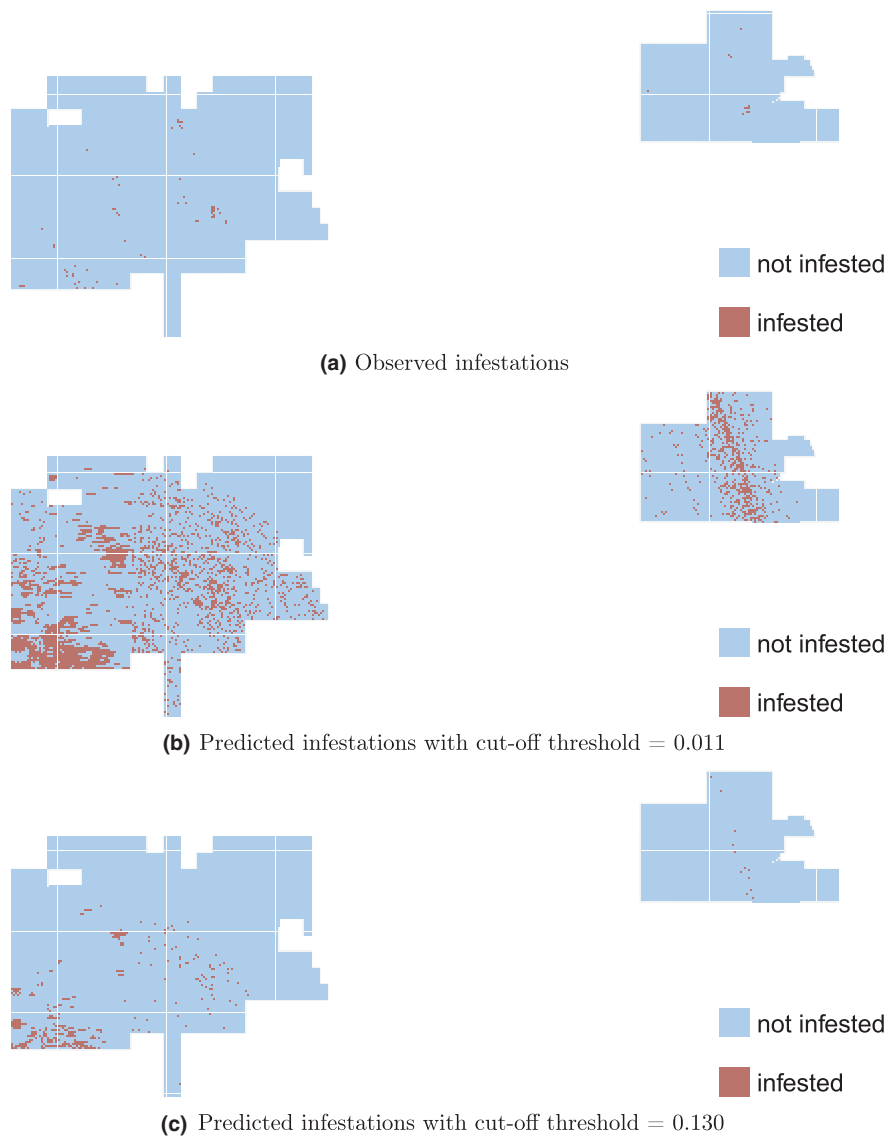 not infested
infested
(a) Observed infestations
not infested
infested
(b) Predicted infestations with cut-off threshold = 0.011
not infested
infested
(c) Predicted infestations with cut-off threshold = 0.130